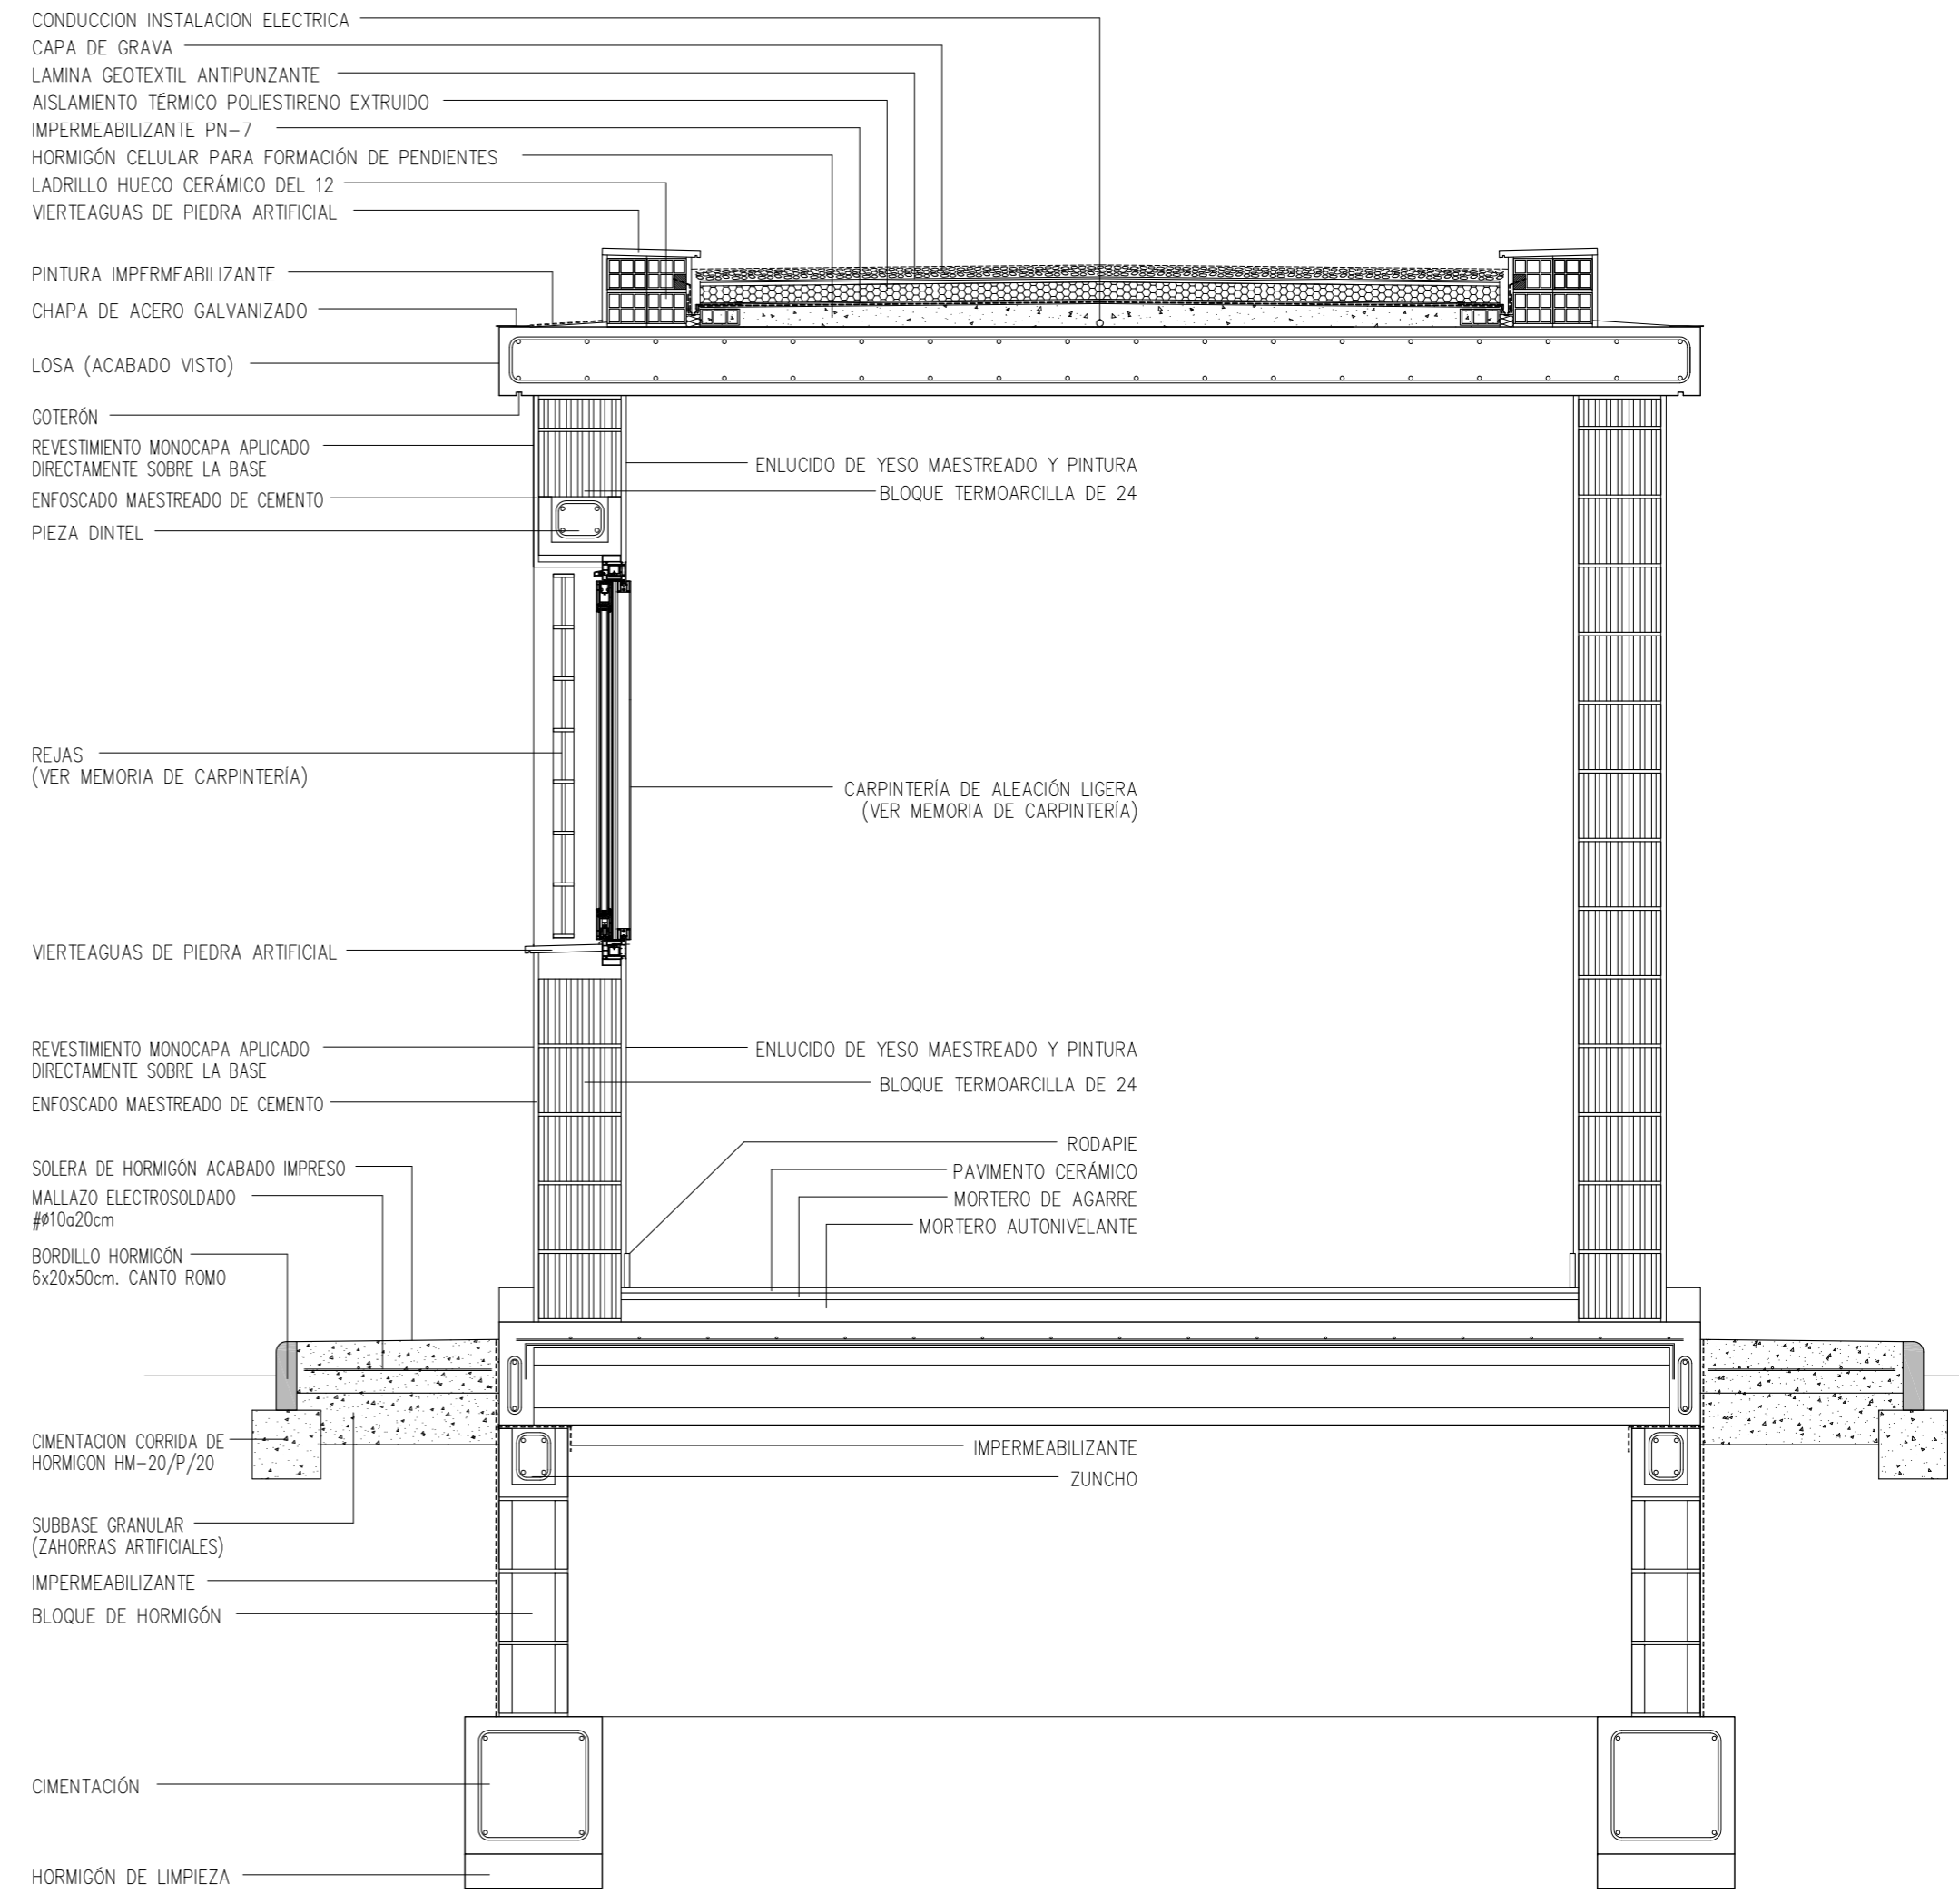 CONDUCCION INSTALACION ELECTRICA
CAPA DE GRAVA
LAMINA GEOTEXTIL ANTIPUNZANTE
AISLAMIENTO TÉRMICO POLIESTIRENO EXTRUIDO
IMPERMEABILIZANTE PN-7
HORMIGÓN CELULAR PARA FORMACIÓN DE PENDIENTES
LADRILLO HUECO CERÁMICO DEL 12
VIERTEAGUAS DE PIEDRA ARTIFICIAL
PINTURA IMPERMEABILIZANTE
CHAPA DE ACERO GALVANIZADO
LOSA (ACABADO VISTO)
GOTERÓN
REVESTIMIENTO MONOCAPA APLICADO
DIRECTAMENTE SOBRE LA BASE
ENFOSCADO MAESTREADO DE CEMENTO
PIEZA DINTEL
ENLUCIDO DE YESO MAESTREADO Y PINTURA
BLOQUE TERMOARCILLA DE 24
REJAS
(VER MEMORIA DE CARPINTERÍA)
CARPINTERÍA DE ALEACIÓN LIGERA
(VER MEMORIA DE CARPINTERÍA)
VIERTEAGUAS DE PIEDRA ARTIFICIAL
REVESTIMIENTO MONOCAPA APLICADO
DIRECTAMENTE SOBRE LA BASE
ENFOSCADO MAESTREADO DE CEMENTO
ENLUCIDO DE YESO MAESTREADO Y PINTURA
BLOQUE TERMOARCILLA DE 24
RODAPIE
PAVIMENTO CERÁMICO
MORTERO DE AGARRE
MORTERO AUTONIVELANTE
SOLERA DE HORMIGÓN ACABADO IMPRESO
MALLAZO ELECTROSOLDADO
#ø10a20cm
BORDILLO HORMIGÓN
6x20x50cm. CANTO ROMO
CIMENTACION CORRIDA DE
HORMIGON HM-20/P/20
IMPERMEABILIZANTE
ZUNCHO
SUBBASE GRANULAR
(ZAHORRAS ARTIFICIALES)
IMPERMEABILIZANTE
BLOQUE DE HORMIGÓN
CIMENTACIÓN
HORMIGÓN DE LIMPIEZA